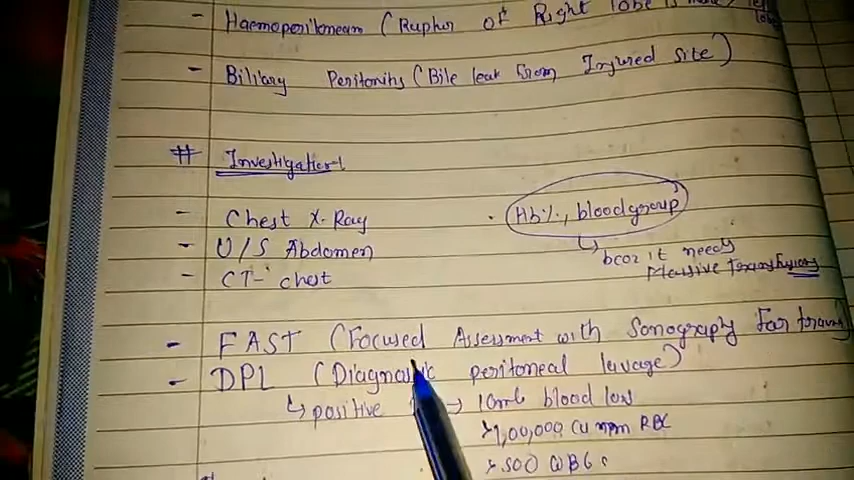 - Haemoperitoneum (Rupture of Right lobe is more
- Biliary Peritonitis (Bile leak from Injured site)
# Investigation -
- Chest X-Ray
- U/S Abdomen
- CT - chest
Hb%, bloodgroup
↳ bcoz it needs
Massive Transfusions
- FAST (Focused Assessment with Sonography For trauma)
- DPL (Diagnostic peritoneal lavage)
↳ positive → 10ml blood loss
>1,00,000 cu mm RBC
>500 WBC